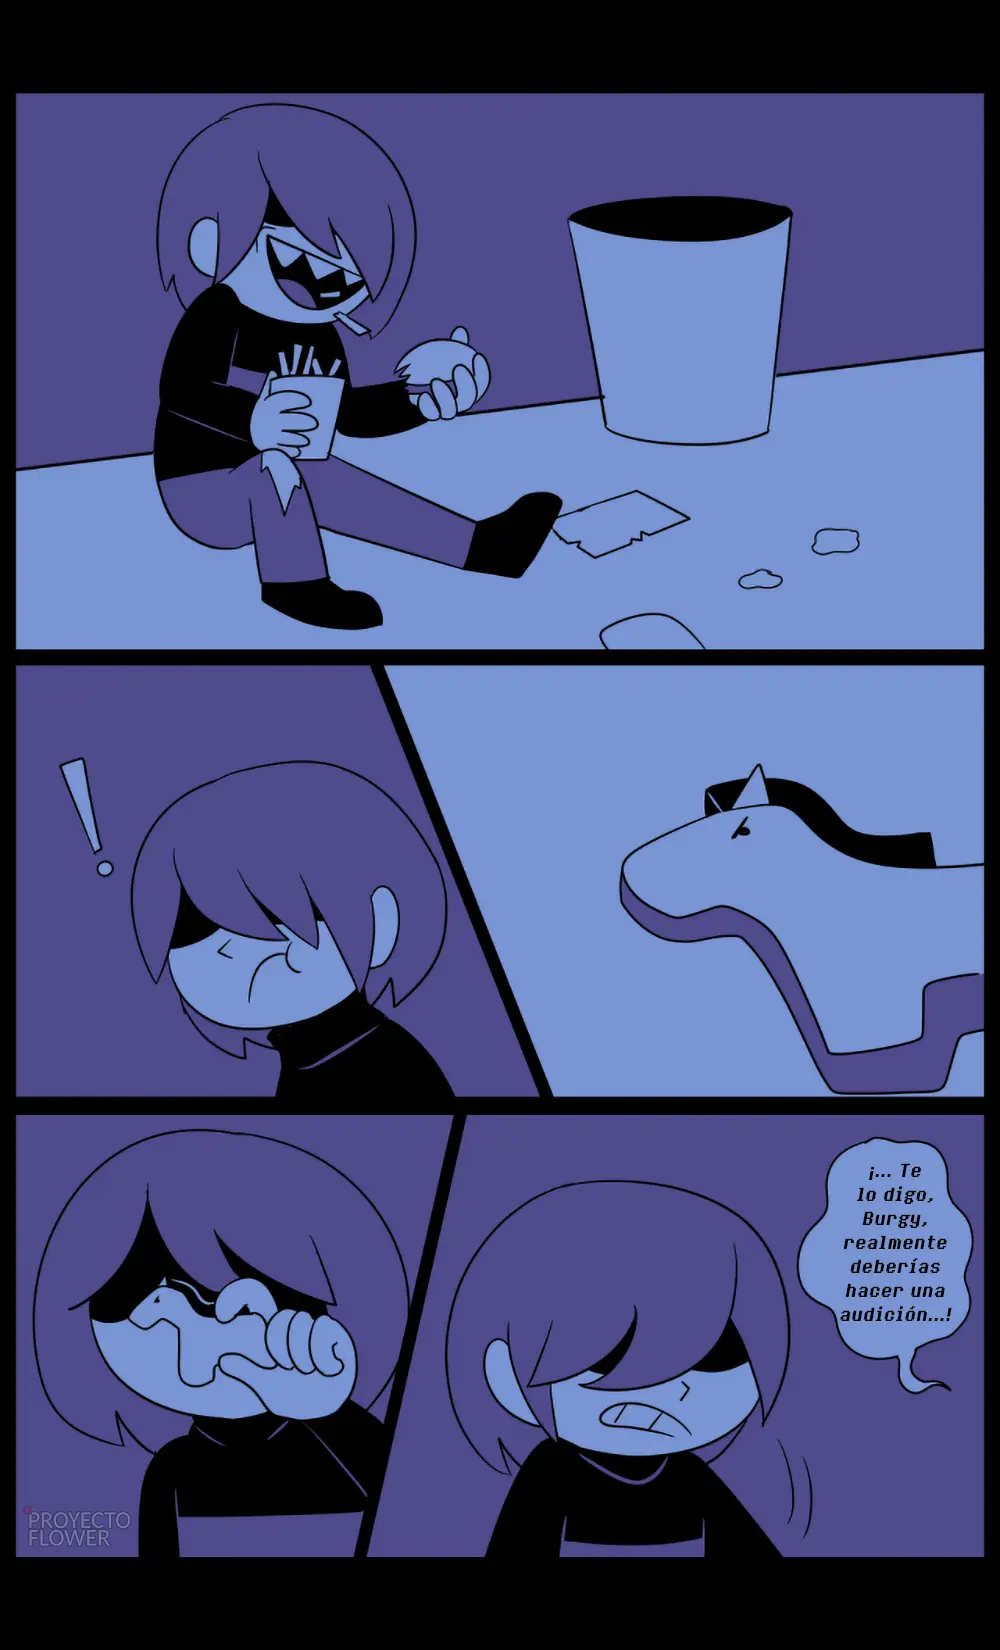 ¡... Te
lo digo,
Burgy,
realmente
deberías
hacer una
audición...!
PROYECTO
FLOWER